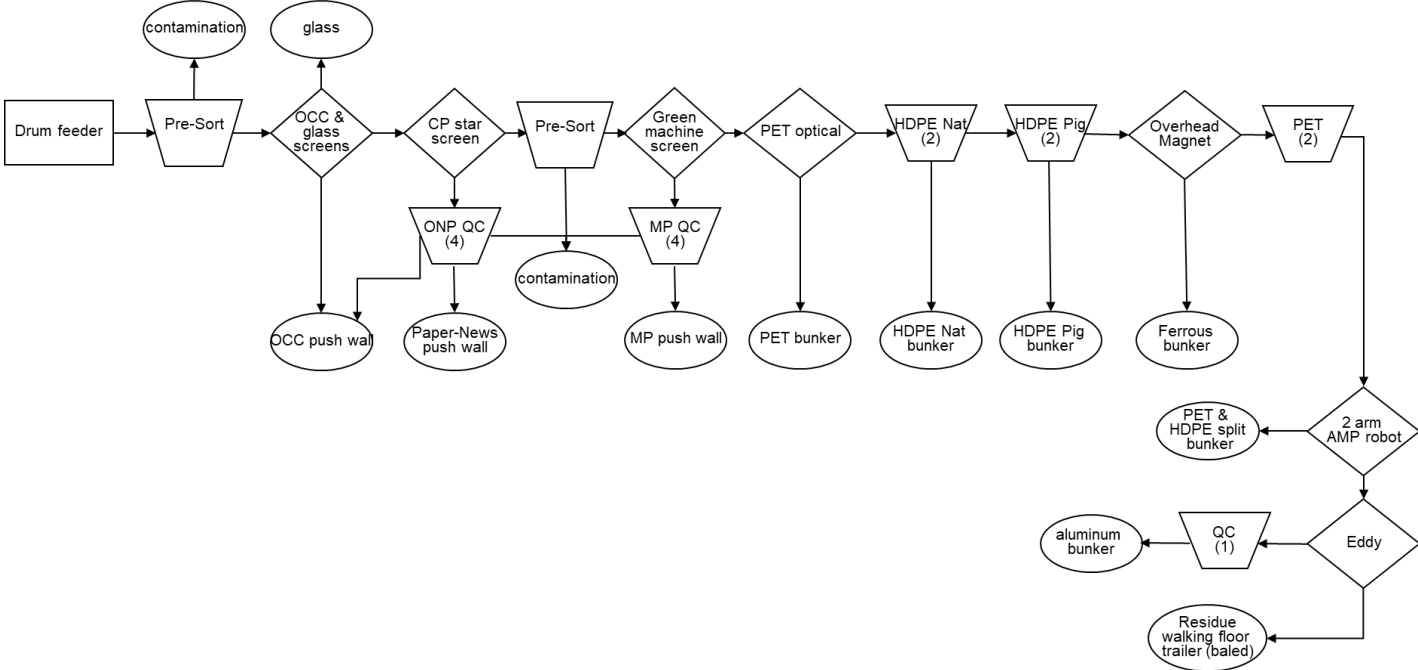 contamination
glass
Drum feeder
Pre-Sort
OCC &
glass
screens
CP star
screen
Pre-Sort
Green
machine
screen
PET optical
HDPE Nat
(2)
HDPE Pig
(2)
Overhead
Magnet
PET
(2)
ONP QC
(4)
MP QC
(4)
contamination
OCC push wall
Paper-News
push wall
MP push wall
PET bunker
HDPE Nat
bunker
HDPE Pig
bunker
Ferrous
bunker
PET &
HDPE split
bunker
2 arm
AMP robot
aluminum
bunker
QC
(1)
Eddy
Residue
walking floor
trailer (baled)